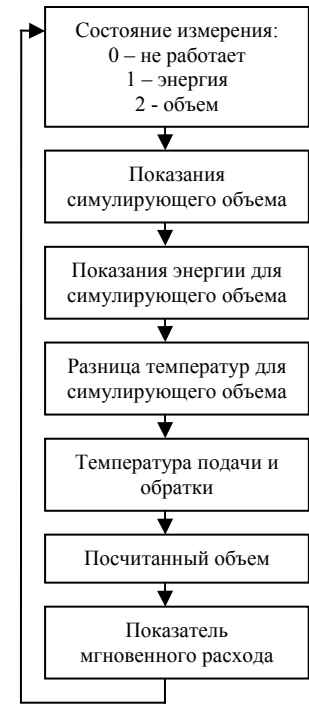 Состояние измерения:
0 – не работает
1 – энергия
2 - объем
Показания
симулирующего объема
Показания энергии для
симулирующего объема
Разница температур для
симулирующего объема
Температура подачи и
обратки
Посчитанный объем
Показатель
мгновенного расхода